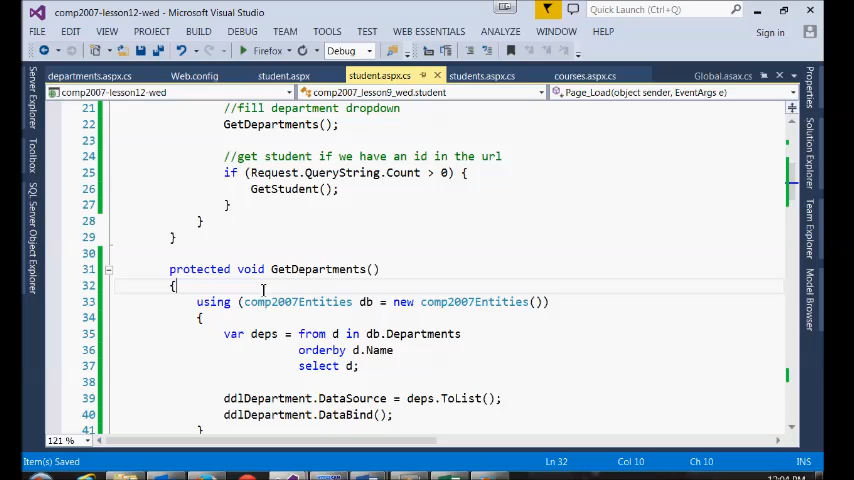 comp2007-lesson12-wed - Microsoft Visual Studio
Quick Launch (Ctrl+Q)
FILE EDIT VIEW PROJECT BUILD DEBUG TEAM TOOLS TEST WEB ESSENTIALS ANALYZE WINDOW HELP Sign in
Firefox Debug
departments.aspx.cs Web.config student.aspx student.aspx.cs students.aspx.cs courses.aspx.cs Global.asax.cs
comp2007-lesson12-wed comp2007_lesson9_wed.student Page_Load(object sender, EventArgs e)
Server Explorer
Toolbox
SQL Server Object Explorer
21 //fill department dropdown
22 GetDepartments();
23
24 //get student if we have an id in the url
25 if (Request.QueryString.Count > 0) {
26 GetStudent();
27 }
28 }
29 }
30
31 protected void GetDepartments()
32 {
33 using (comp2007Entities db = new comp2007Entities())
34 {
35 var deps = from d in db.Departments
36 orderby d.Name
37 select d;
38
39 ddlDepartment.DataSource = deps.ToList();
40 ddlDepartment.DataBind();
41 }
Properties
Solution Explorer
Team Explorer
Notifications
121 %
Item(s) Saved Ln 32 Col 10 Ch 10 INS
12:04 PM